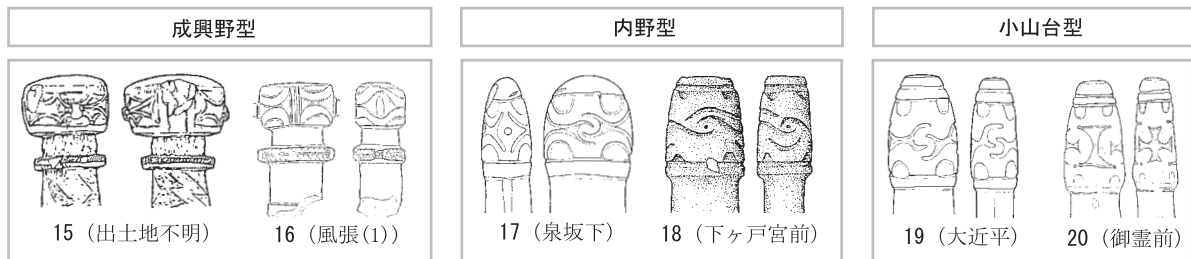 成興野型
内野型
小山台型
15（出土地不明）
16（風張(1)）
17（泉坂下）
18（下ヶ戸宮前）
19（大近平）
20（御霊前）